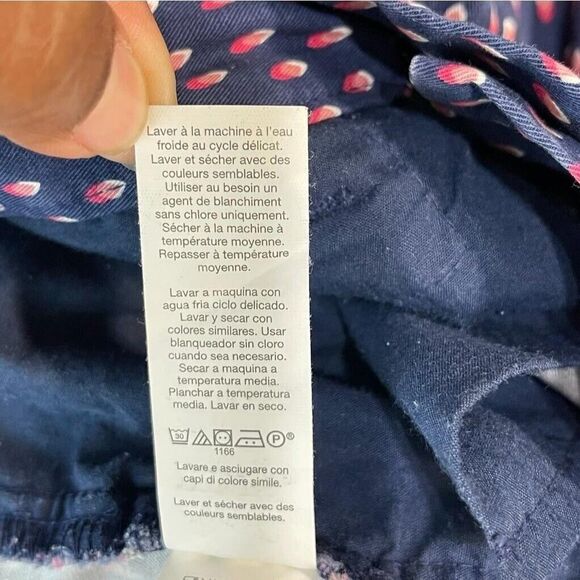 Laver à la machine à l'eau
froide au cycle délicat.
Laver et sécher avec des
couleurs semblables.
Utiliser au besoin un
agent de blanchiment
sans chlore uniquement.
Sécher à la machine à
température moyenne.
Repasser à température
moyenne.
Lavar a maquina con
agua fria ciclo delicado.
Lavar y secar con
colores similares. Usar
blanqueador sin cloro
cuando sea necesario.
Secar a maquina a
temperatura media.
Planchar a temperatura
media. Lavar en seco.
30 P®
1166
Lavare e asciugare con
capi di colore simile.
Laver et sécher avec des
couleurs semblables.